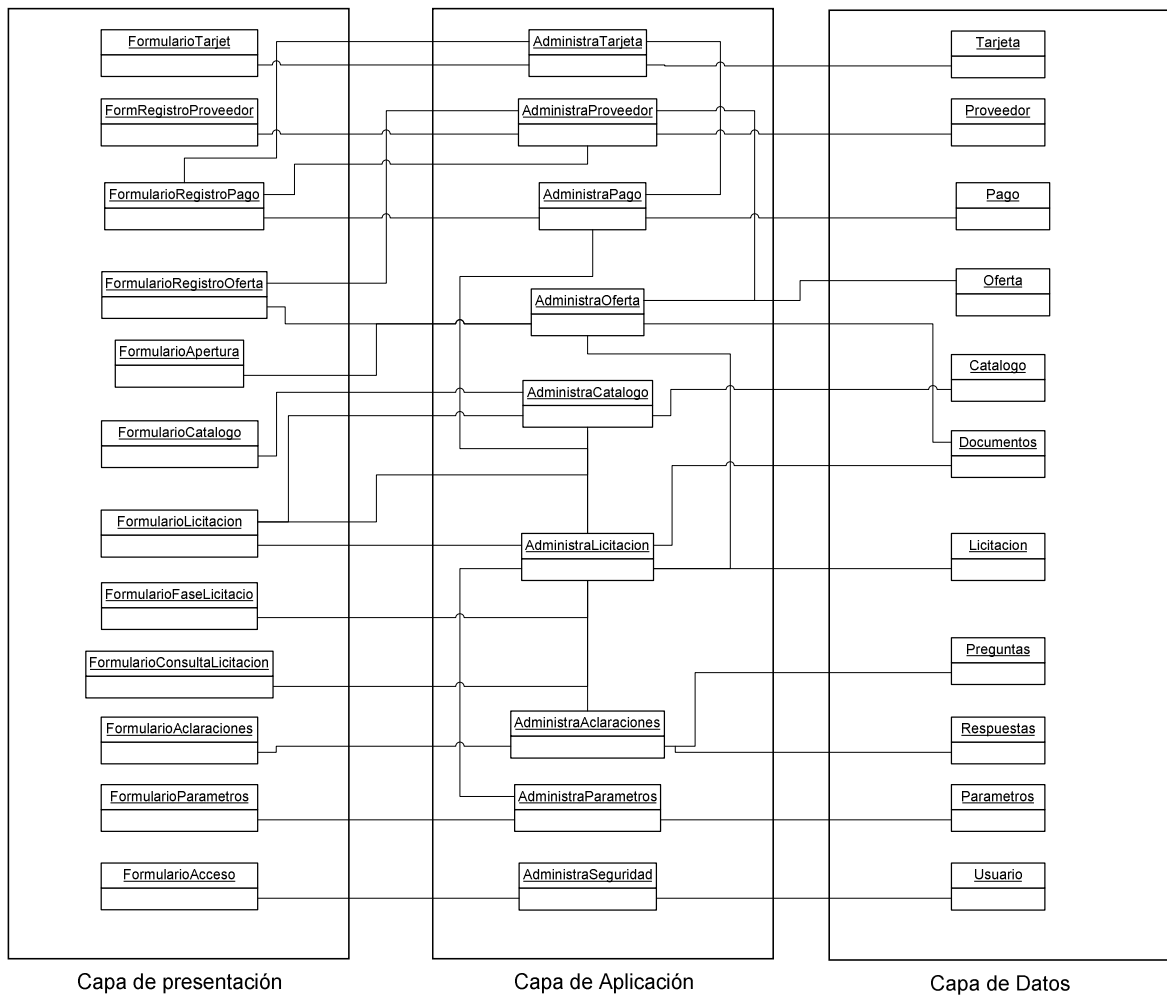 FormularioTarjet
AdministraTarjeta
Tarjeta
FormRegistroProveedor
AdministraProveedor
Proveedor
FormularioRegistroPago
AdministraPago
Pago
FormularioRegistroOferta
AdministraOferta
Oferta
FormularioApertura
AdministraCatalogo
Catalogo
FormularioCatalogo
Documentos
FormularioLicitacion
AdministraLicitacion
Licitacion
FormularioFaseLicitacio
FormularioConsultaLicitacion
Preguntas
FormularioAclaraciones
AdministraAclaraciones
Respuestas
FormularioParametros
AdministraParametros
Parametros
FormularioAcceso
AdministraSeguridad
Usuario
Capa de presentación
Capa de Aplicación
Capa de Datos